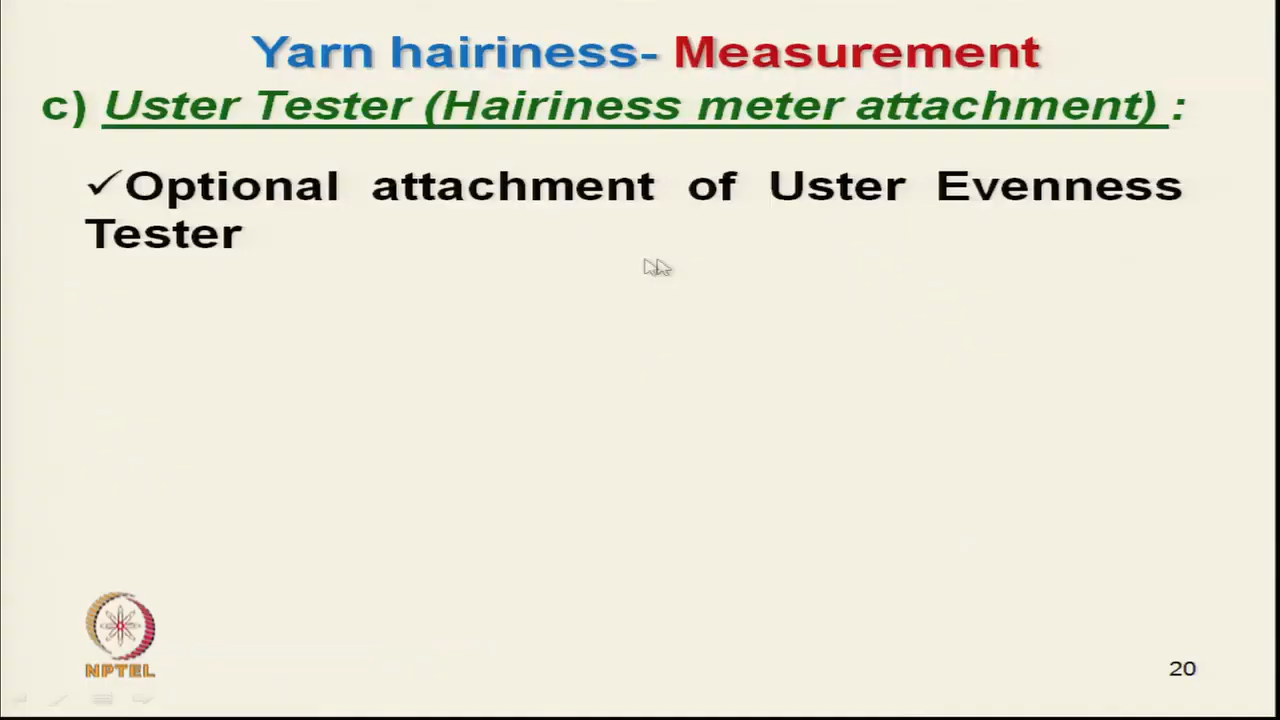 Yarn hairiness- Measurement
c) Uster Tester (Hairiness meter attachment) :
✓Optional attachment of Uster Evenness
Tester
NPTEL
20